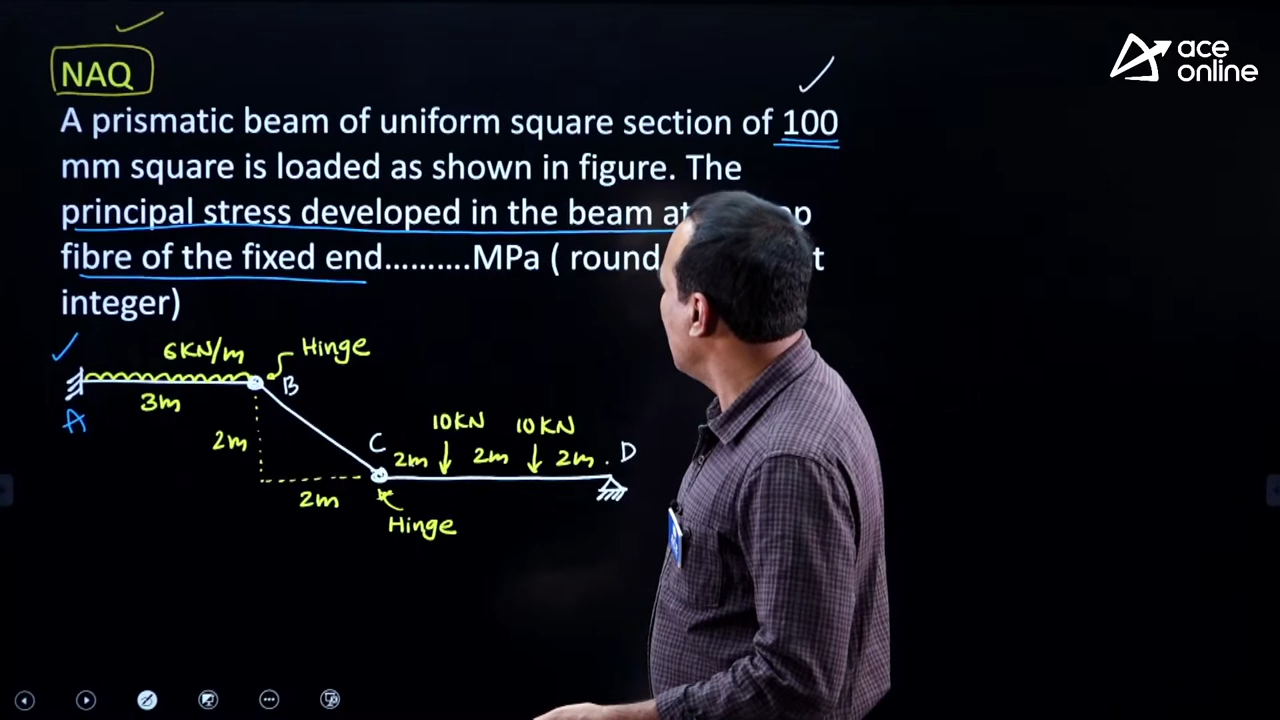 NAQ
ace
online
A prismatic beam of uniform square section of 100
mm square is loaded as shown in figure. The
principal stress developed in the beam at
fibre of the fixed end..........MPa ( round
integer)
6KN/m
Hinge
A
3m
B
2m
2m
C
Hinge
2m
10KN
2m
10KN
2m
D